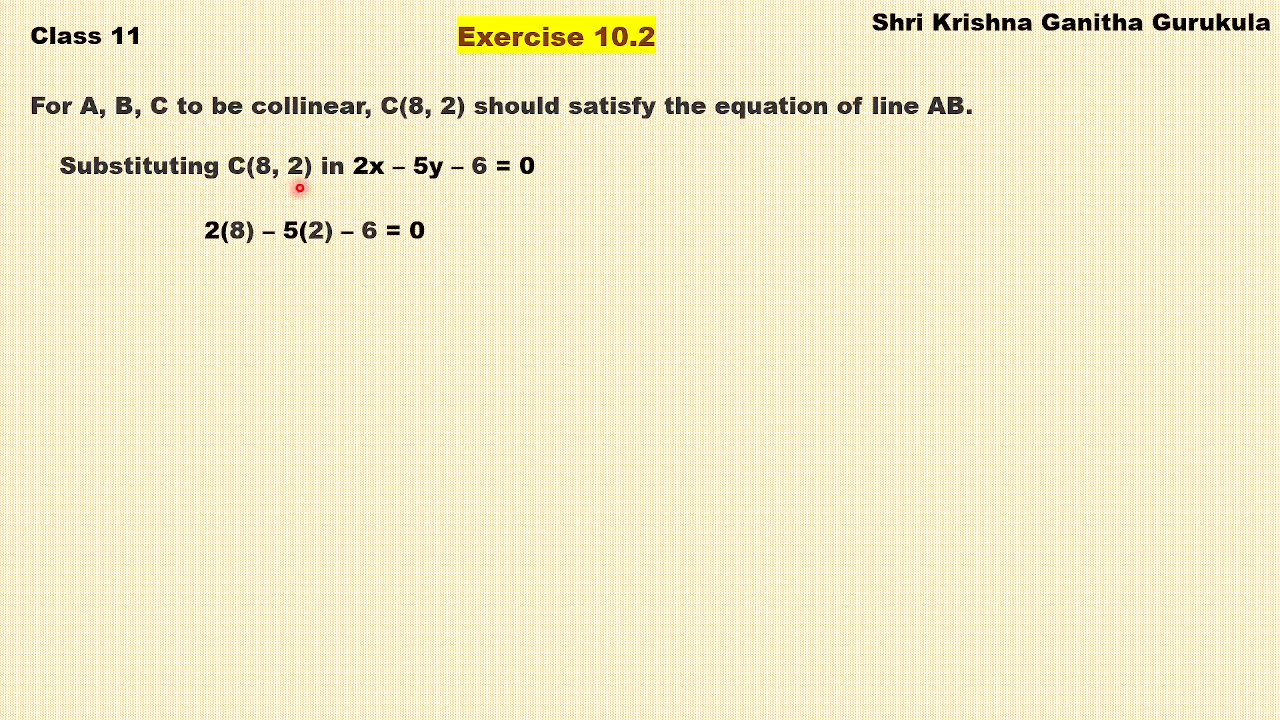 Class 11
Exercise 10.2
Shri Krishna Ganitha Gurukula
For A, B, C to be collinear, C(8, 2) should satisfy the equation of line AB.
Substituting C(8, 2) in 2x – 5y – 6 = 0
2(8) – 5(2) – 6 = 0